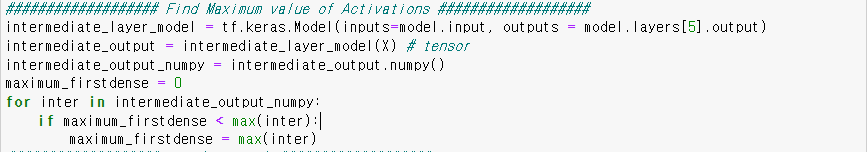 ################### Find Maximum value of Activations ###################
intermediate_layer_model = tf.keras.Model(inputs=model.input, outputs = model.layers[5].output)
intermediate_output = intermediate_layer_model(X) # tensor
intermediate_output_numpy = intermediate_output.numpy()
maximum_firstdense = 0
for inter in intermediate_output_numpy:
    if maximum_firstdense < max(inter):
        maximum_firstdense = max(inter)